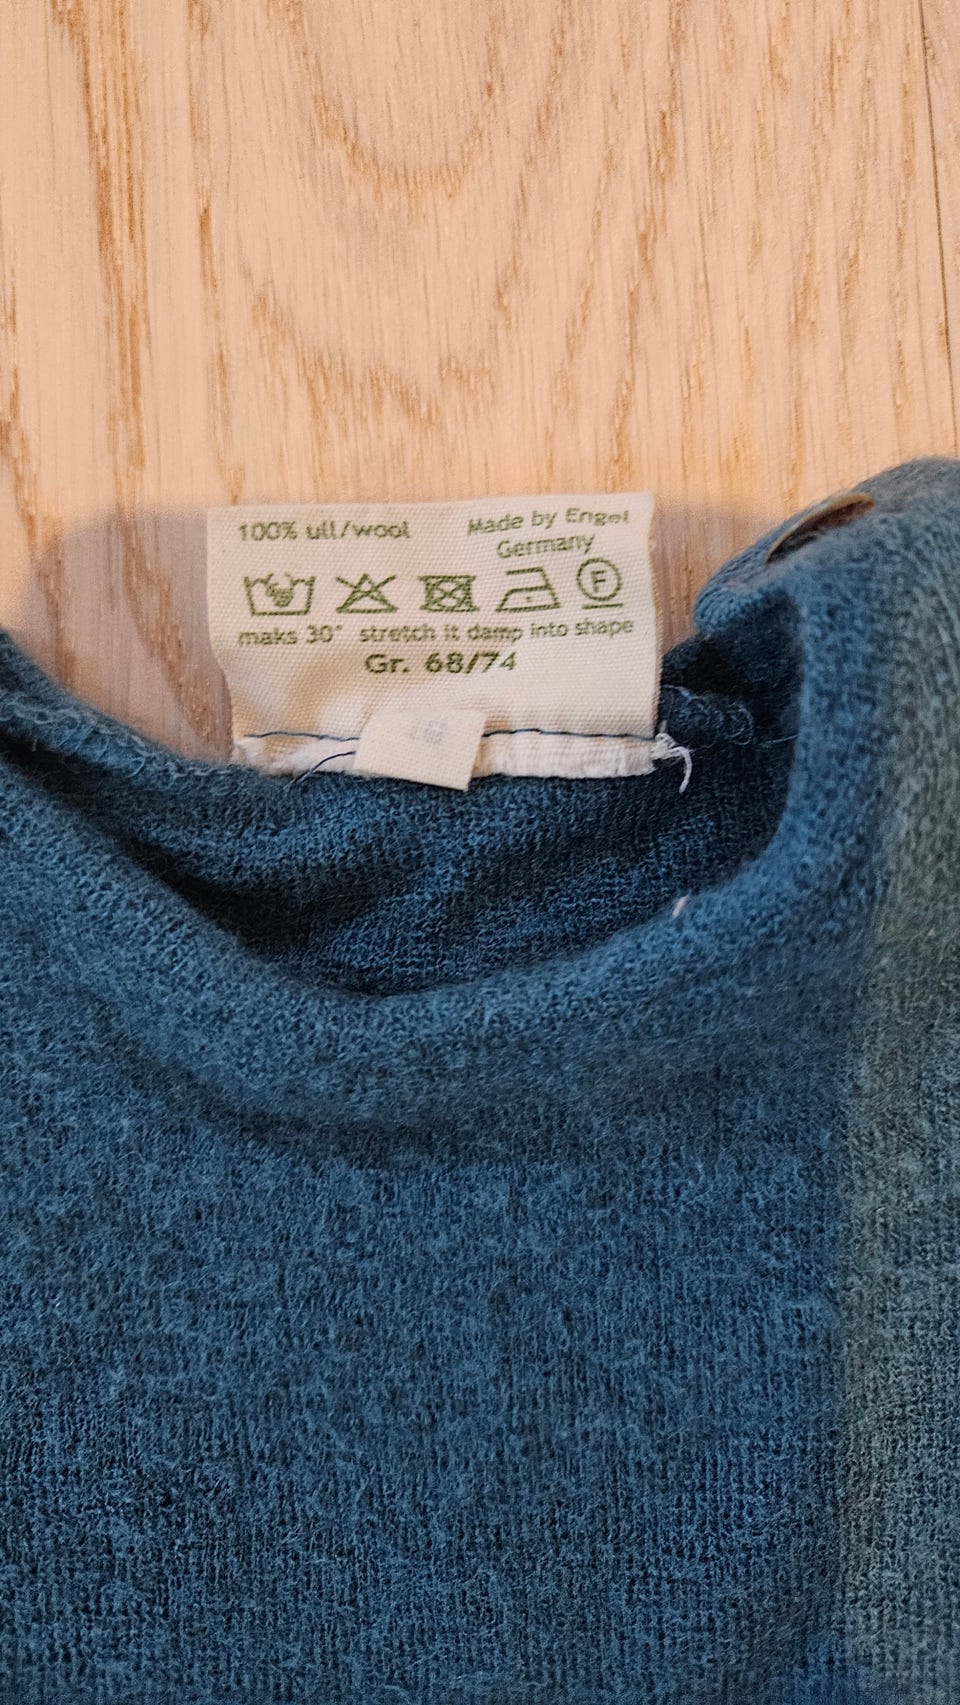 100% ull/wool
Made by Engel
Germany
F
maks 30° stretch it damp into shape
Gr. 68/74